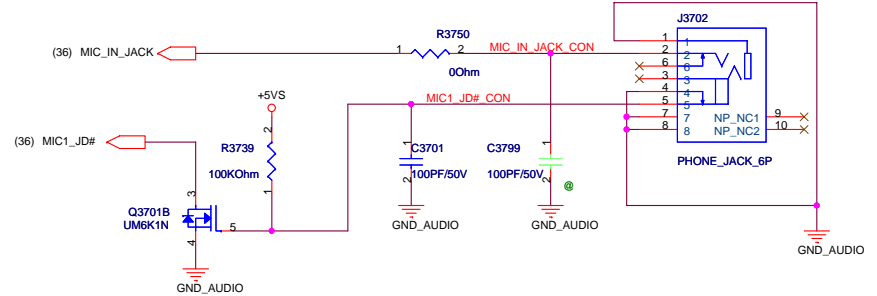 J3702
R3750
(36) MIC_IN_JACK
1
2
MIC_IN_JACK_CON
0Ohm
1 1
2 2
6 6
3 3
4 4
5 5
7 7
8 8
NP_NC1 9
NP_NC2 10
PHONE_JACK_6P
+5VS
MIC1_JD#_CON
(36) MIC1_JD#
2
R3739
100KOhm
1
1
C3701
100PF/50V
2
1
C3799
100PF/50V
2
@
3
Q3701B
UM6K1N
5
4
GND_AUDIO
GND_AUDIO
GND_AUDIO
GND_AUDIO